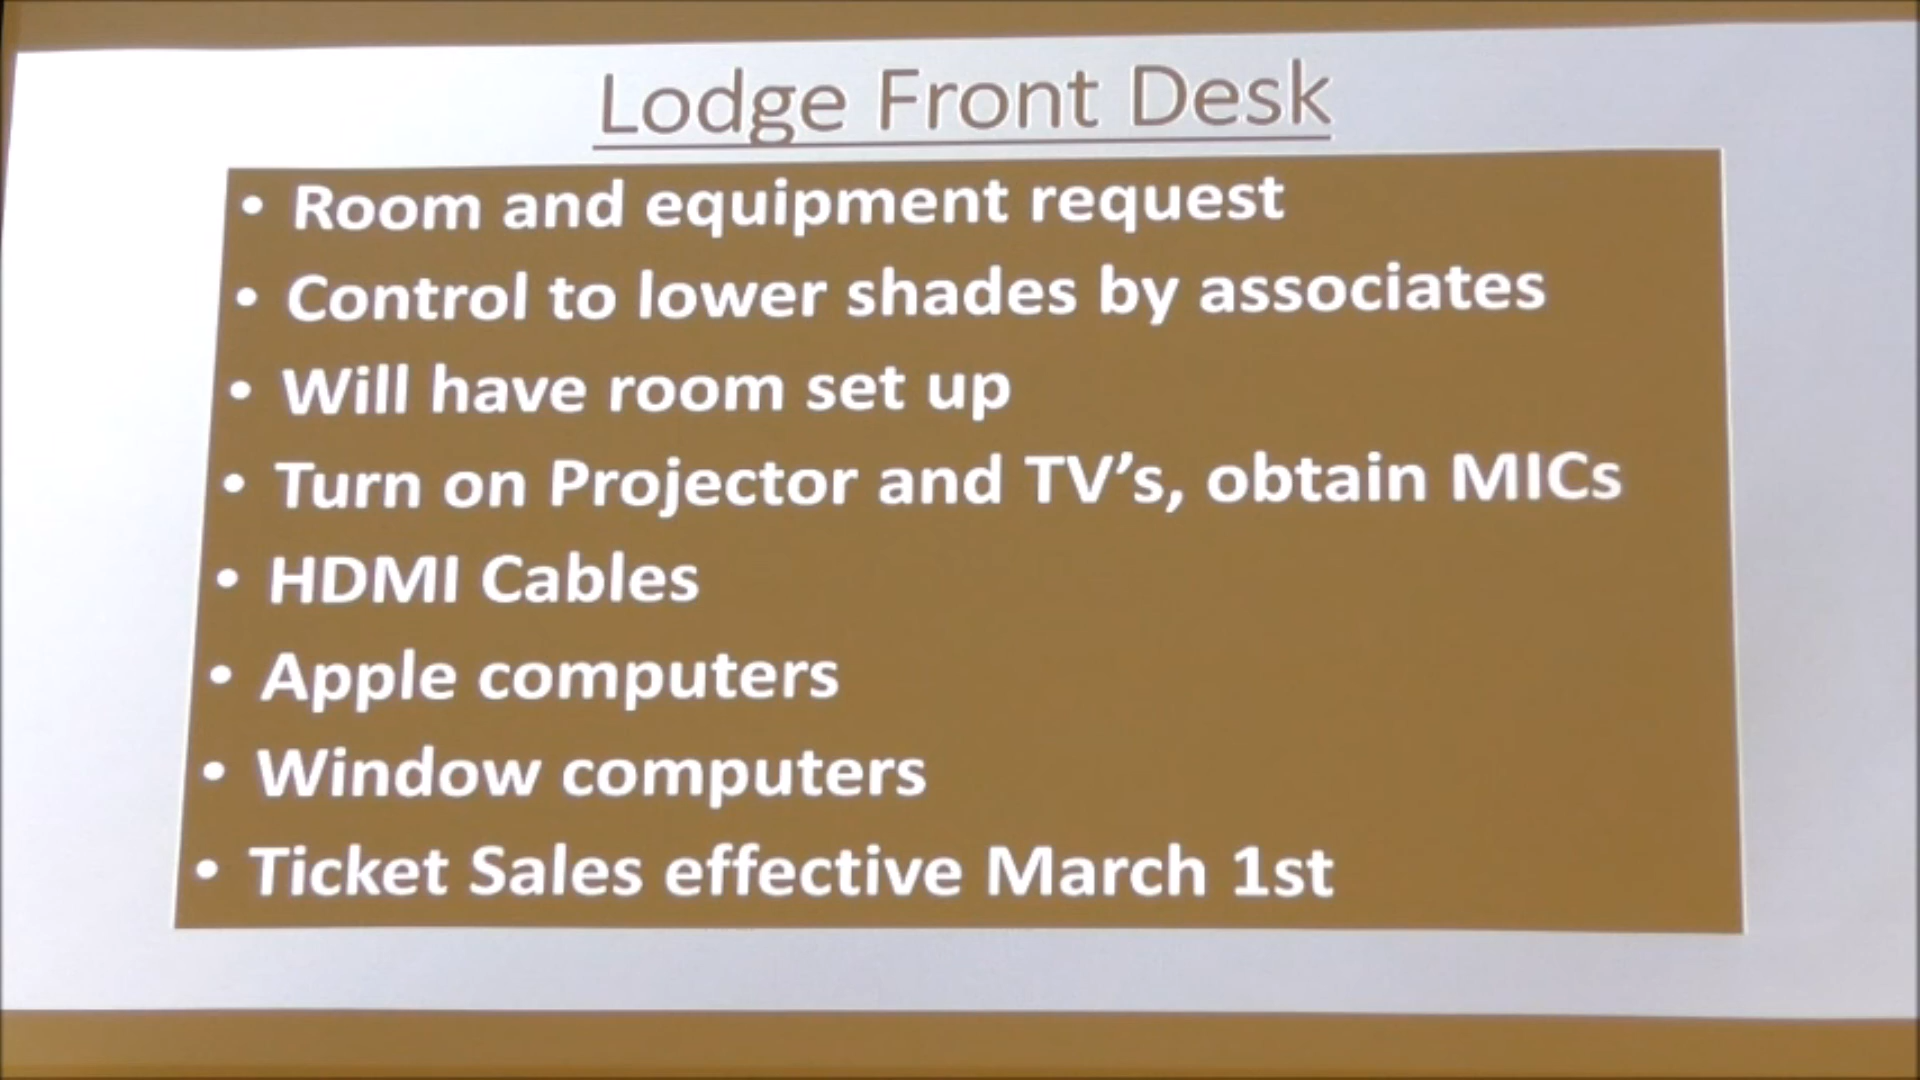 Lodge Front Desk
• Room and equipment request
• Control to lower shades by associates
• Will have room set up
• Turn on Projector and TV’s, obtain MICs
• HDMI Cables
• Apple computers
• Window computers
• Ticket Sales effective March 1st